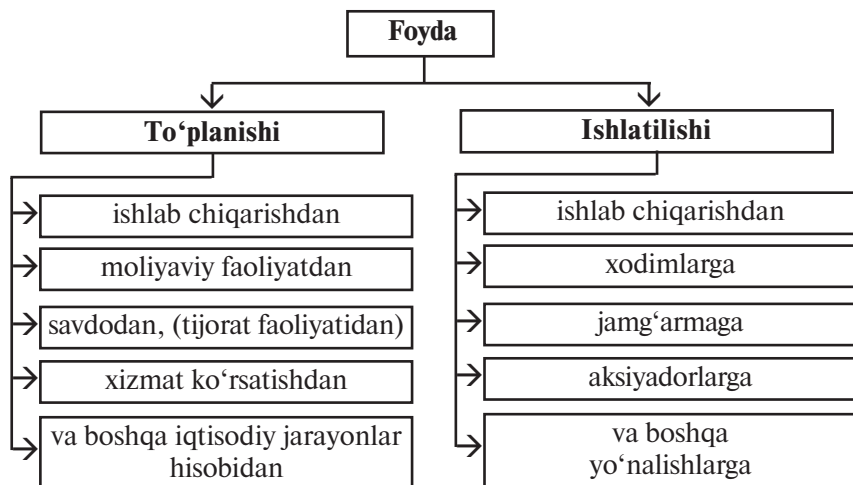 Foyda
To‘planishi
ishlab chiqarishdan
moliyaviy faoliyatdan
savdodan, (tijorat faoliyatidan)
xizmat ko‘rsatishdan
va boshqa iqtisodiy jarayonlar
hisobidan
Ishlatilishi
ishlab chiqarishdan
xodimlarga
jamg‘armaga
aksiyadorlarga
va boshqa
yo‘nalishlarga